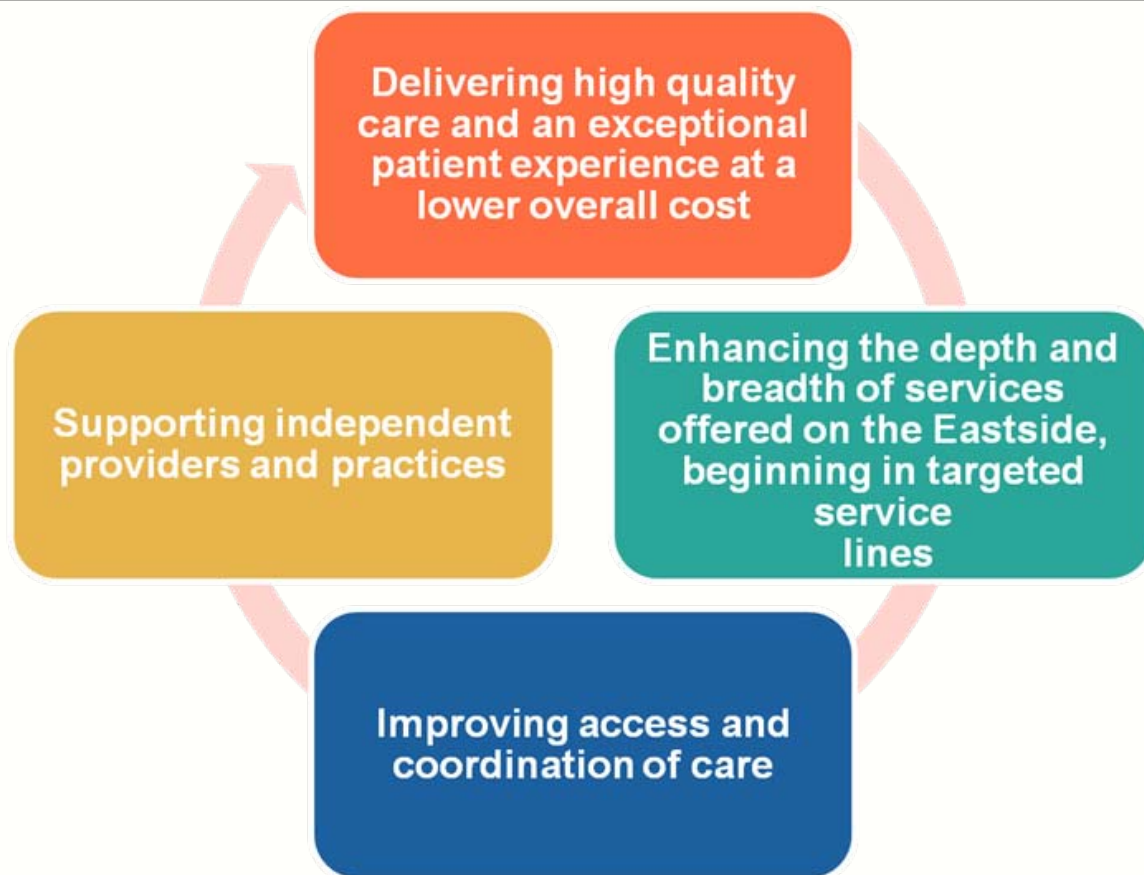 Delivering high quality
care and an exceptional
patient experience at a
lower overall cost
Enhancing the depth and
breadth of services
offered on the Eastside,
beginning in targeted
service
lines
Improving access and
coordination of care
Supporting independent
providers and practices